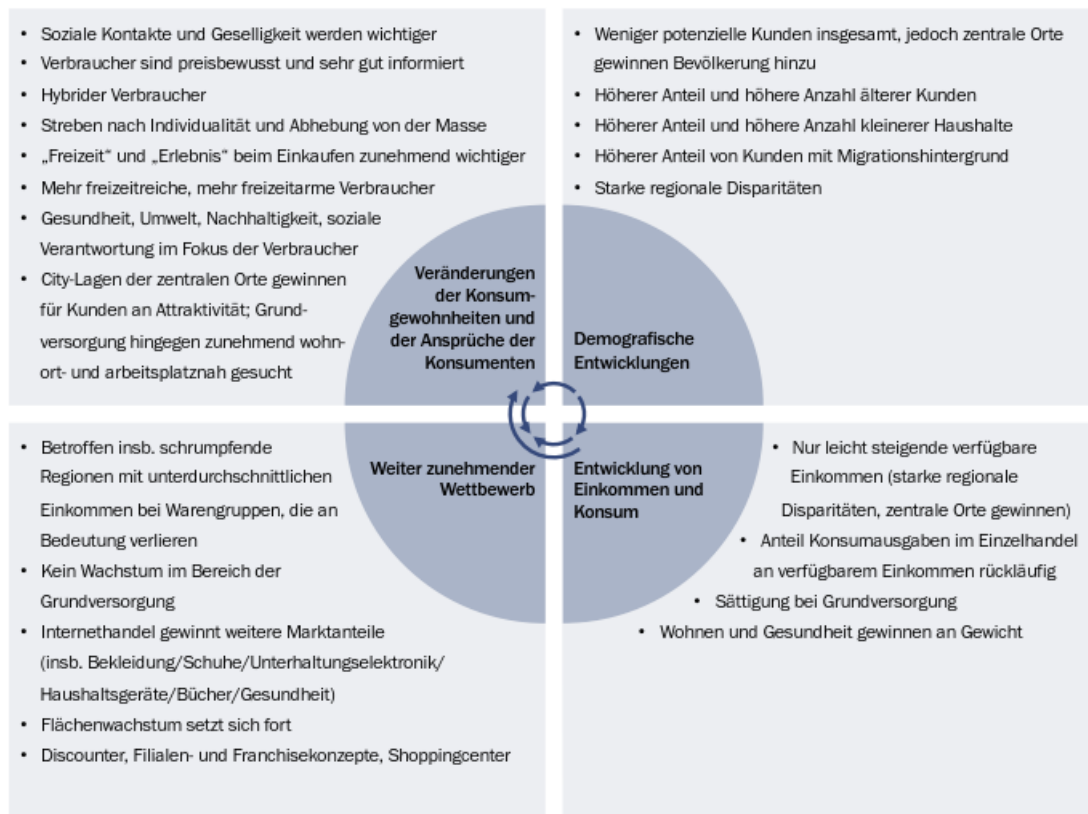 • Soziale Kontakte und Geselligkeit werden wichtiger
• Verbraucher sind preisbewusst und sehr gut informiert
• Hybrider Verbraucher
• Streben nach Individualität und Abhebung von der Masse
• „Freizeit“ und „Erlebnis“ beim Einkaufen zunehmend wichtiger
• Mehr freizeitreiche, mehr freizeitarme Verbraucher
• Gesundheit, Umwelt, Nachhaltigkeit, soziale
Verantwortung im Fokus der Verbraucher
• City-Lagen der zentralen Orte gewinnen
für Kunden an Attraktivität; Grund-
versorgung hingegen zunehmend wohn-
ort- und arbeitsplatznah gesucht
Veränderungen
der Konsum-
gewohnheiten und
der Ansprüche der
Konsumenten
• Weniger potenzielle Kunden insgesamt, jedoch zentrale Orte
gewinnen Bevölkerung hinzu
• Höherer Anteil und höhere Anzahl älterer Kunden
• Höherer Anteil und höhere Anzahl kleinerer Haushalte
• Höherer Anteil von Kunden mit Migrationshintergrund
• Starke regionale Disparitäten
Demografische
Entwicklungen
• Betroffen insb. schrumpfende
Regionen mit unterdurchschnittlichen
Einkommen bei Warengruppen, die an
Bedeutung verlieren
• Kein Wachstum im Bereich der
Grundversorgung
• Internethandel gewinnt weitere Marktanteile
(insb. Bekleidung/Schuhe/Unterhaltungselektronik/
Haushaltsgeräte/Bücher/Gesundheit)
• Flächenwachstum setzt sich fort
• Discounter, Filialen- und Franchisekonzepte, Shoppingcenter
Weiter zunehmender
Wettbewerb
Entwicklung von
Einkommen und
Konsum
• Nur leicht steigende verfügbare
Einkommen (starke regionale
Disparitäten, zentrale Orte gewinnen)
• Anteil Konsumausgaben im Einzelhandel
an verfügbarem Einkommen rückläufig
• Sättigung bei Grundversorgung
• Wohnen und Gesundheit gewinnen an Gewicht